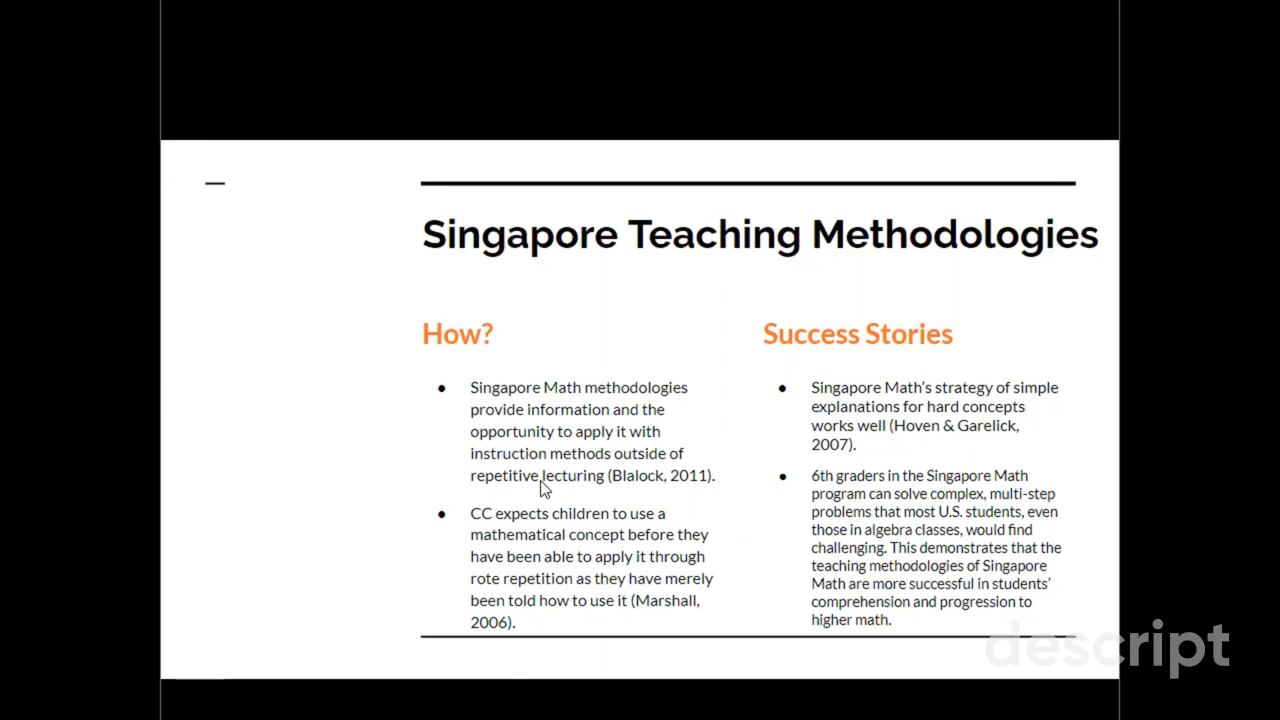 Singapore Teaching Methodologies
How?
● Singapore Math methodologies
provide information and the
opportunity to apply it with
instruction methods outside of
repetitive lecturing (Blalock, 2011).
● CC expects children to use a
mathematical concept before they
have been able to apply it through
rote repetition as they have merely
been told how to use it (Marshall,
2006).
Success Stories
● Singapore Math’s strategy of simple
explanations for hard concepts
works well (Hoven & Garelick,
2007).
● 6th graders in the Singapore Math
program can solve complex, multi-step
problems that most U.S. students, even
those in algebra classes, would find
challenging. This demonstrates that the
teaching methodologies of Singapore
Math are more successful in students’
comprehension and progression to
higher math.
descript